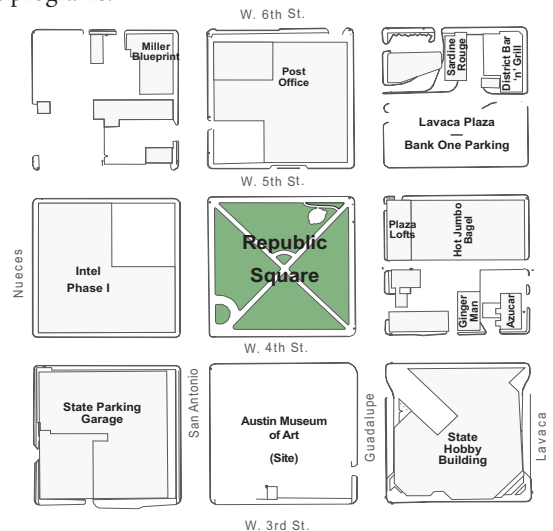 programs.
W. 6th St.
Miller
Blueprint
Post
Office
Sardine
Rouge
District Bar
'n' Grill
Lavaca Plaza
—
Bank One Parking
W. 5th St.
Nueces
Intel
Phase I
Republic
Square
Plaza
Lofts
Hot Jumbo
Bagel
Ginger
Man
Azucar
W. 4th St.
State Parking
Garage
San Antonio
Austin Museum
of Art
(Site)
Guadalupe
State
Hobby
Building
Lavaca
W. 3rd St.